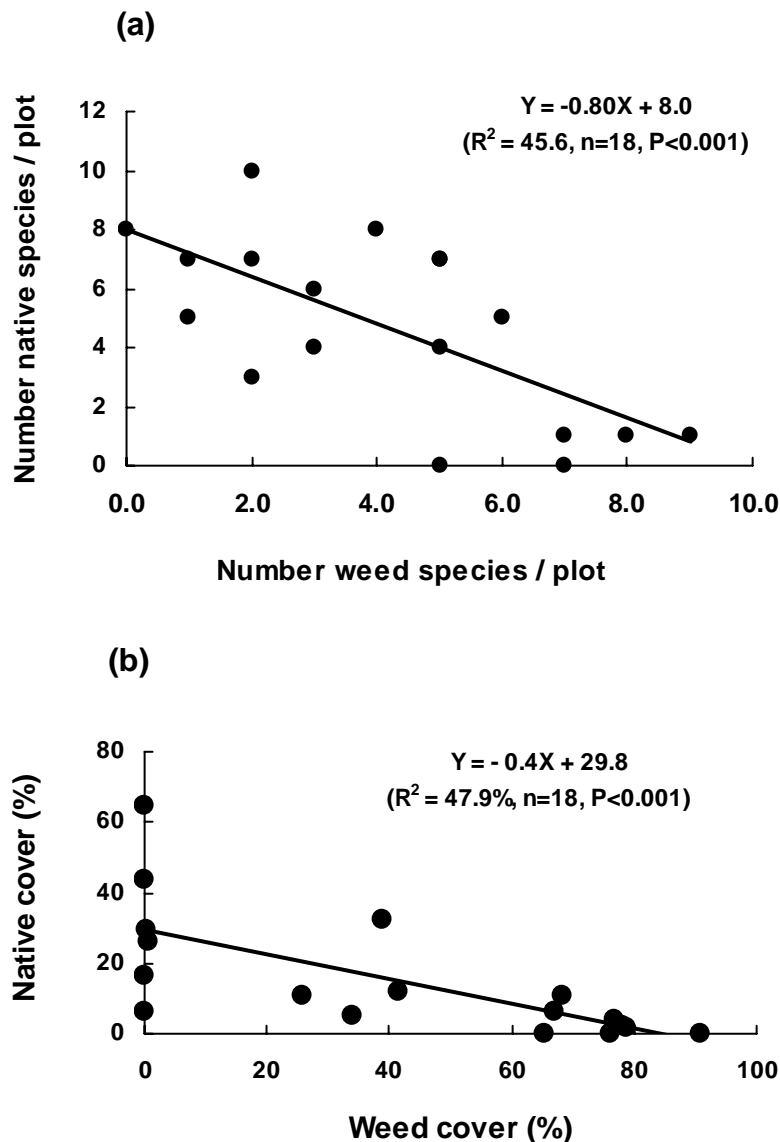 (a)
Y = -0.80X + 8.0
(R² = 45.6, n=18, P<0.001)
Number native species / plot
12
10
8
6
4
2
0
0.0 2.0 4.0 6.0 8.0 10.0
Number weed species / plot
(b)
Y = - 0.4X + 29.8
(R² = 47.9%, n=18, P<0.001)
Native cover (%)
80
60
40
20
0
0 20 40 60 80 100
Weed cover (%)